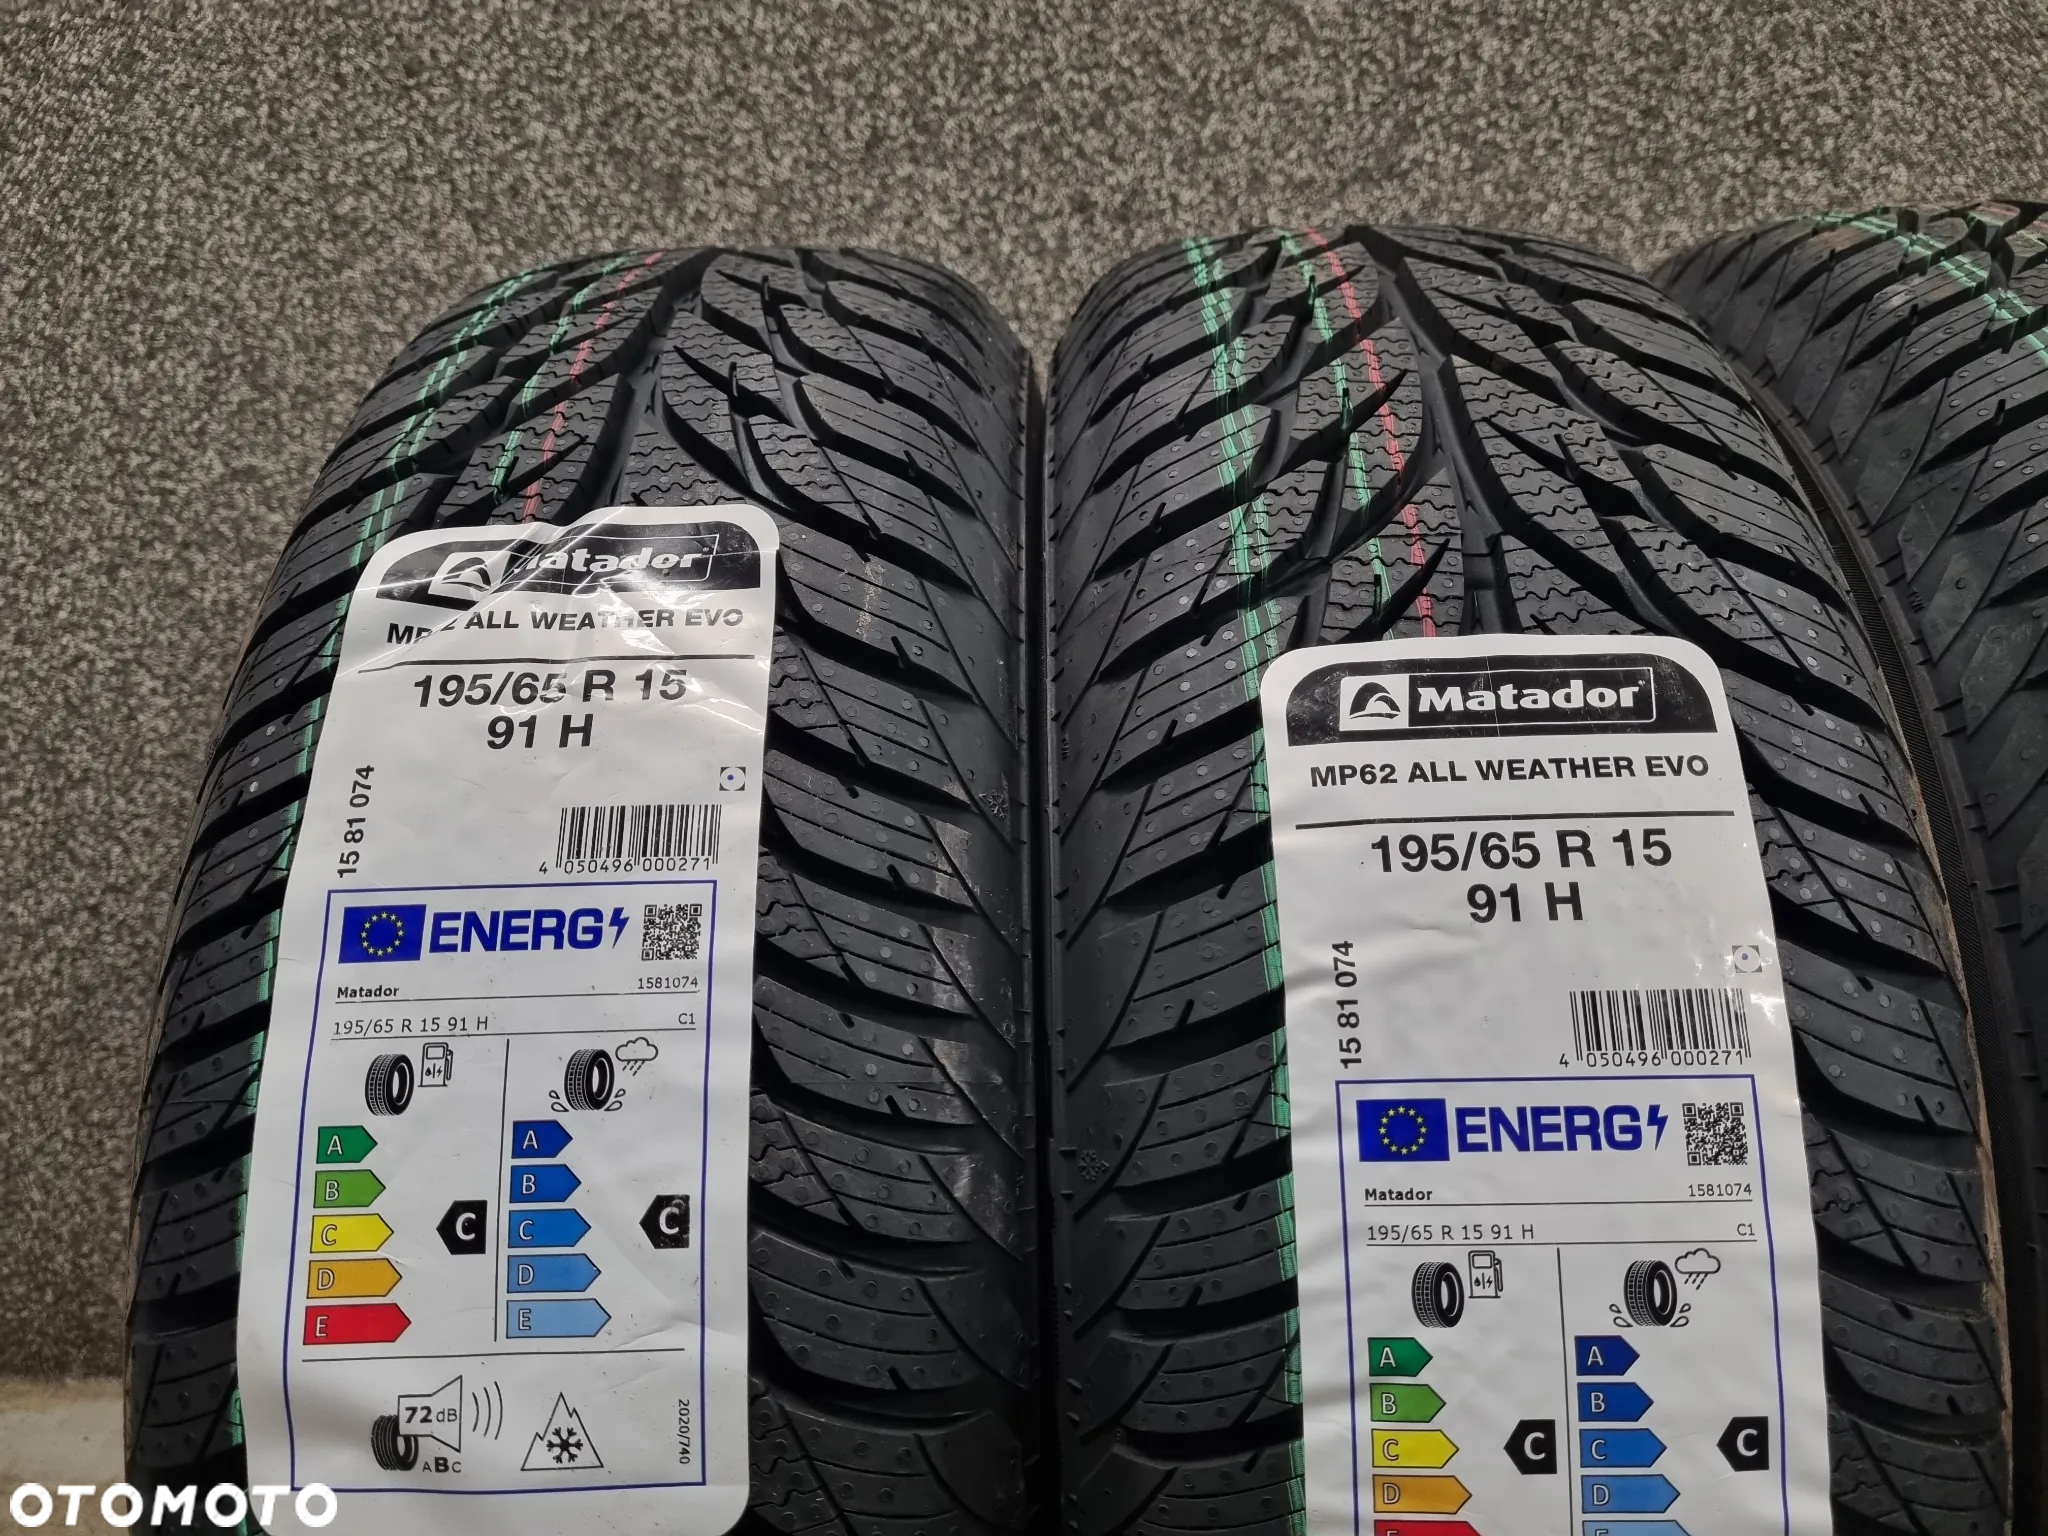 Matador
ALL WEATHER EVO
195/65 R 15
91 H
15 81 074
4 050496 000271
ENERG
Matador 1581074
195/65 R 15 91 H C1
A A
B B
C C C C
D D
E E
72 dB
ABC
2020/740
Matador
MP62 ALL WEATHER EVO
195/65 R 15
91 H
15 81 074
4 050496 000271
ENERG
Matador 1581074
195/65 R 15 91 H C1
A A
B B
C C C C
D D
OTOMOTO